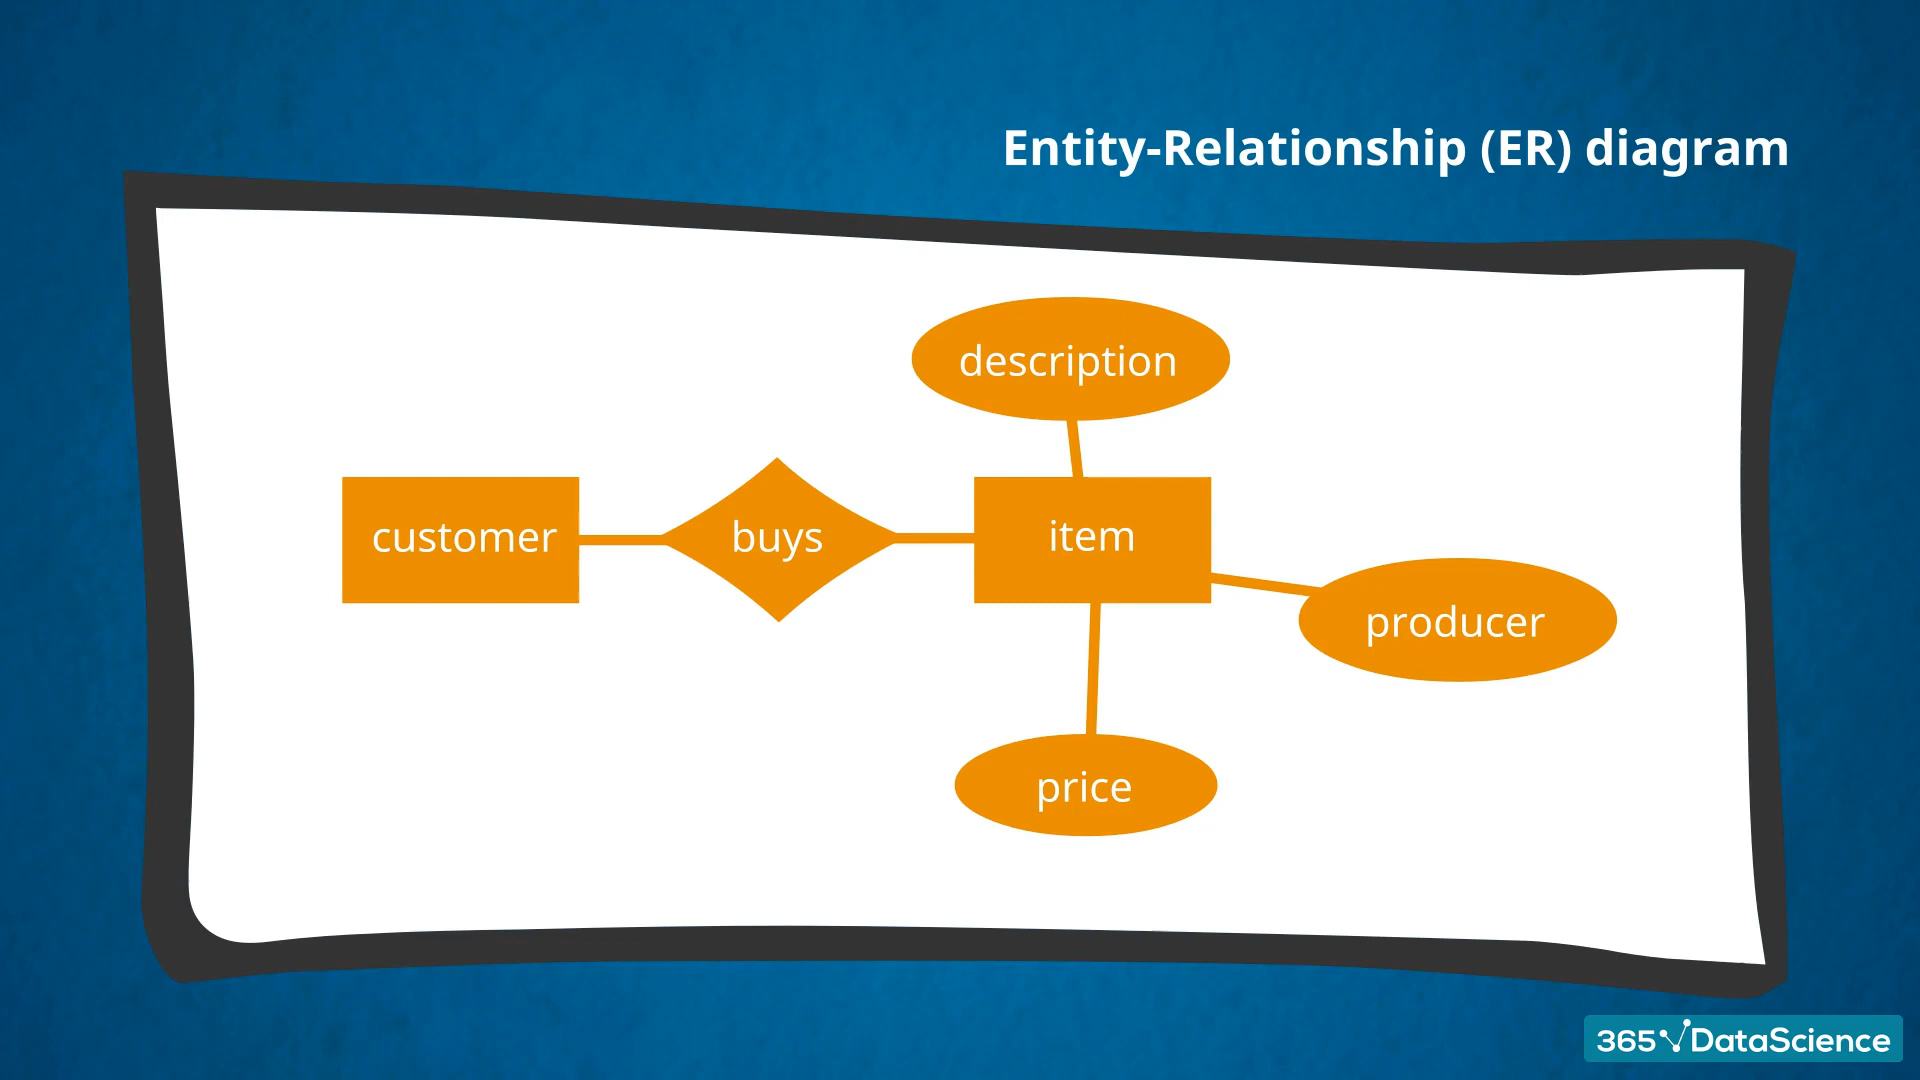 Entity-Relationship (ER) diagram
description
customer
buys
item
producer
price
365 DataScience